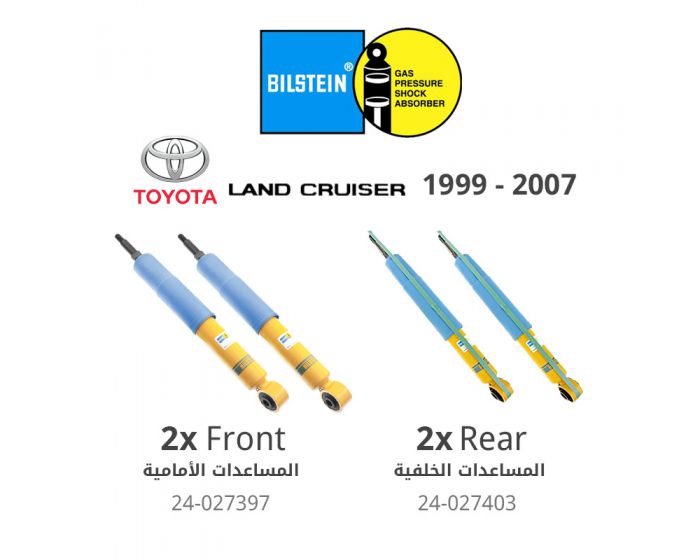 BILSTEIN®
GAS
PRESSURE
SHOCK
ABSORBER
TOYOTA LAND CRUISER 1999 - 2007
2x Front
المساعدات الأمامية
24-027397
2x Rear
المساعدات الخلفية
24-027403